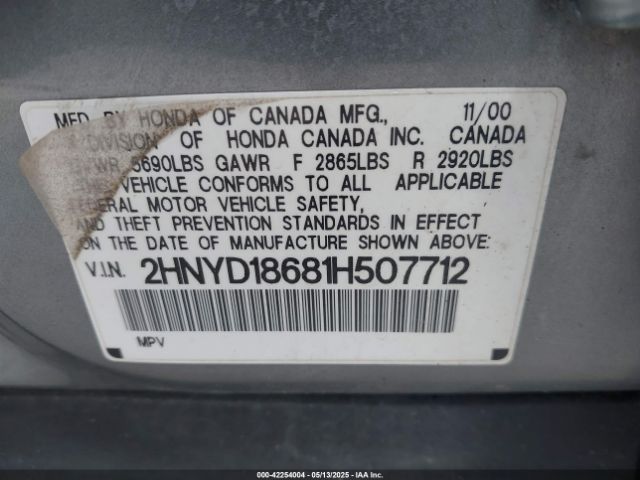 MFD. BY HONDA OF CANADA MFG., 11/00
DIVISION OF HONDA CANADA INC. CANADA
5690LBS GAWR F 2865LBS R 2920LBS
VEHICLE CONFORMS TO ALL APPLICABLE
FEDERAL MOTOR VEHICLE SAFETY,
AND THEFT PREVENTION STANDARDS IN EFFECT
ON THE DATE OF MANUFACTURE SHOWN ABOVE:
V.I.N. 2HNYD18681H507712
MPV
000-42254004 - 05/13/2025 - IAA Inc.